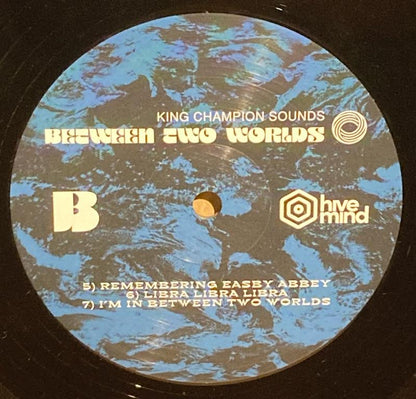 KING CHAMPION SOUNDS
BETWEEN TWO WORLDS
B
hive
mind
5) REMEMBERING EASBY ABBEY
6) LIBRA LIBRA LIBRA
7) I'M IN BETWEEN TWO WORLDS